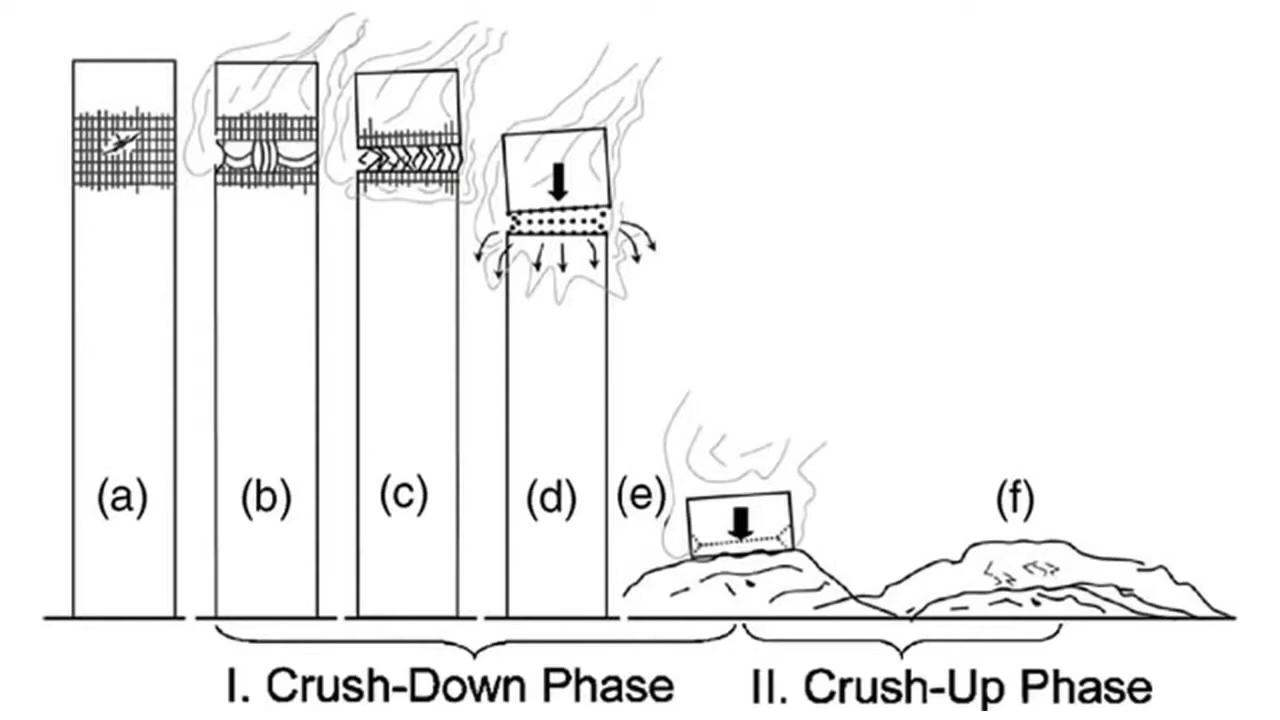 (a)
(b)
(c)
(d)
(e)
(f)
I. Crush-Down Phase
II. Crush-Up Phase